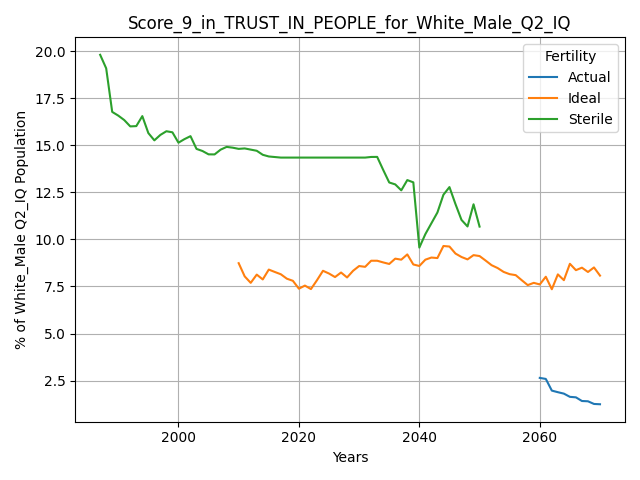 Score_9_in_TRUST_IN_PEOPLE_for_White_Male_Q2_IQ
% of White_Male Q2_IQ Population
20.0
17.5
15.0
12.5
10.0
7.5
5.0
2.5
Fertility
Actual
Ideal
Sterile
2000
2020
2040
2060
Years